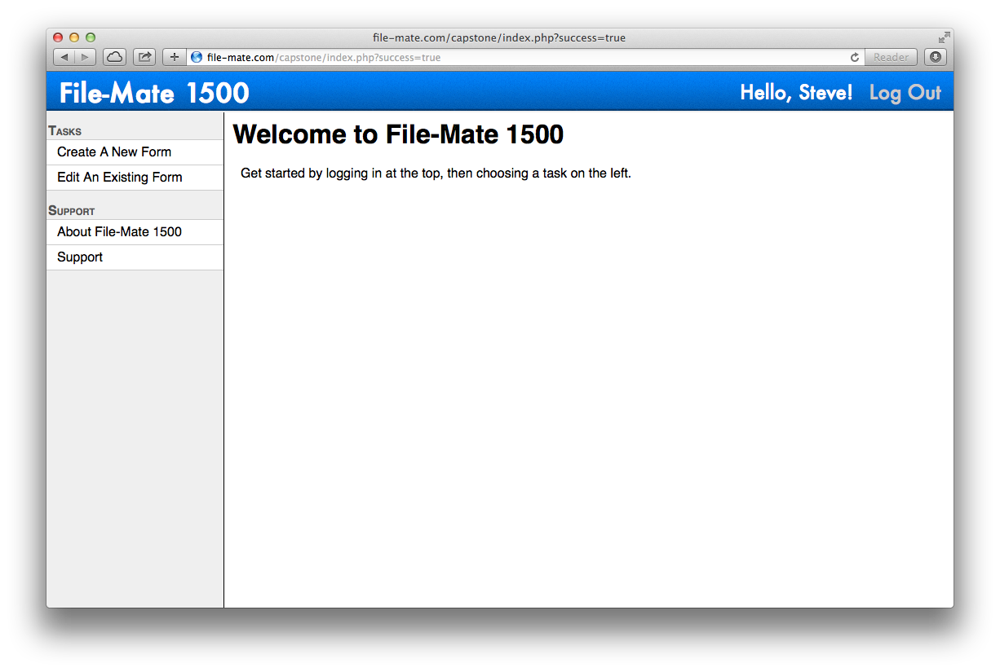 file-mate.com/capstone/index.php?success=true
file-mate.com/capstone/index.php?success=true
Reader
File-Mate 1500
Hello, Steve! Log Out
Tasks
Create A New Form
Edit An Existing Form
Support
About File-Mate 1500
Support
Welcome to File-Mate 1500
Get started by logging in at the top, then choosing a task on the left.